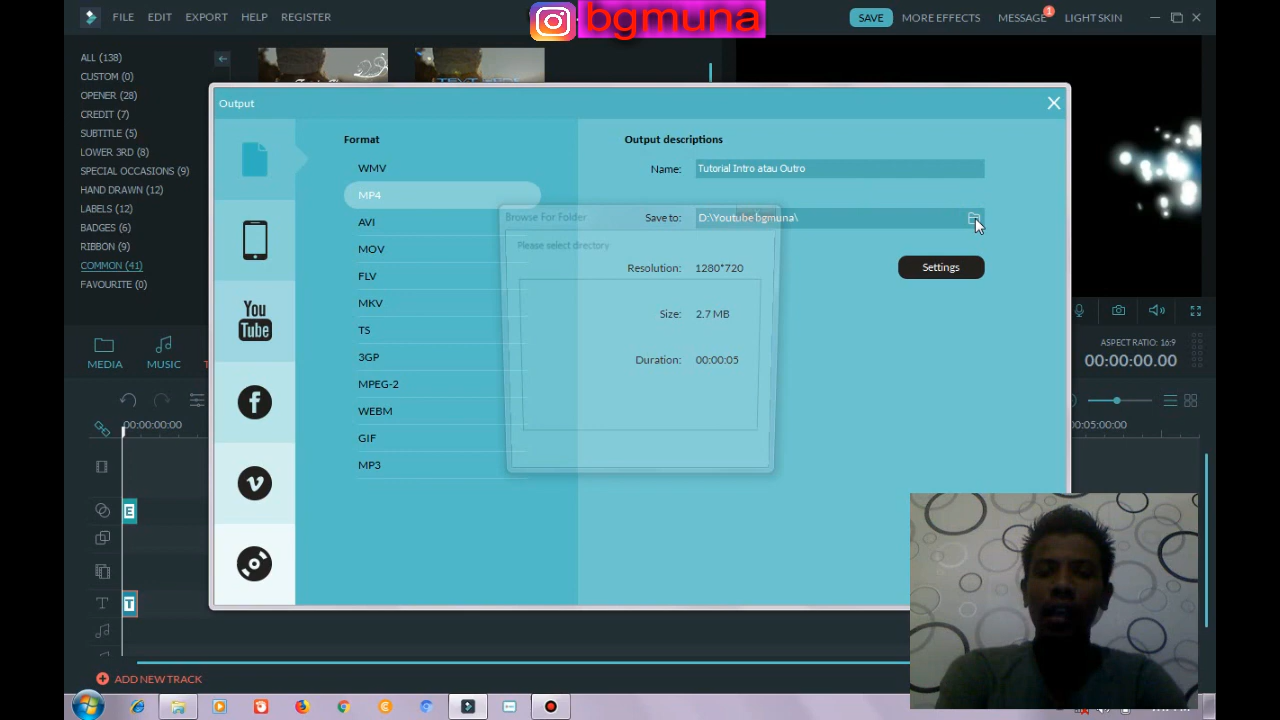 FILE EDIT EXPORT HELP REGISTER
bgmuna
SAVE MORE EFFECTS MESSAGE 1 LIGHT SKIN
ALL (138)
CUSTOM (0)
OPENER (28)
CREDIT (7)
SUBTITLE (5)
LOWER 3RD (8)
SPECIAL OCCASIONS (9)
HAND DRAWN (12)
LABELS (12)
BADGES (6)
RIBBON (9)
COMMON (41)
FAVOURITE (0)
Output
Format
WMV
MP4
AVI
MOV
FLV
MKV
TS
3GP
MPEG-2
WEBM
GIF
MP3
You
Tube
Output descriptions
Name: Tutorial Intro atau Outro
Save to: D:\Youtube bgmuna\
Browse For Folder
Please select directory
Resolution: 1280*720
Settings
Size: 2.7 MB
Duration: 00:00:05
MEDIA MUSIC
ASPECT RATIO: 16:9
00:00:00.00
00:00:00:00
00:05:00:00
E
T
ADD NEW TRACK